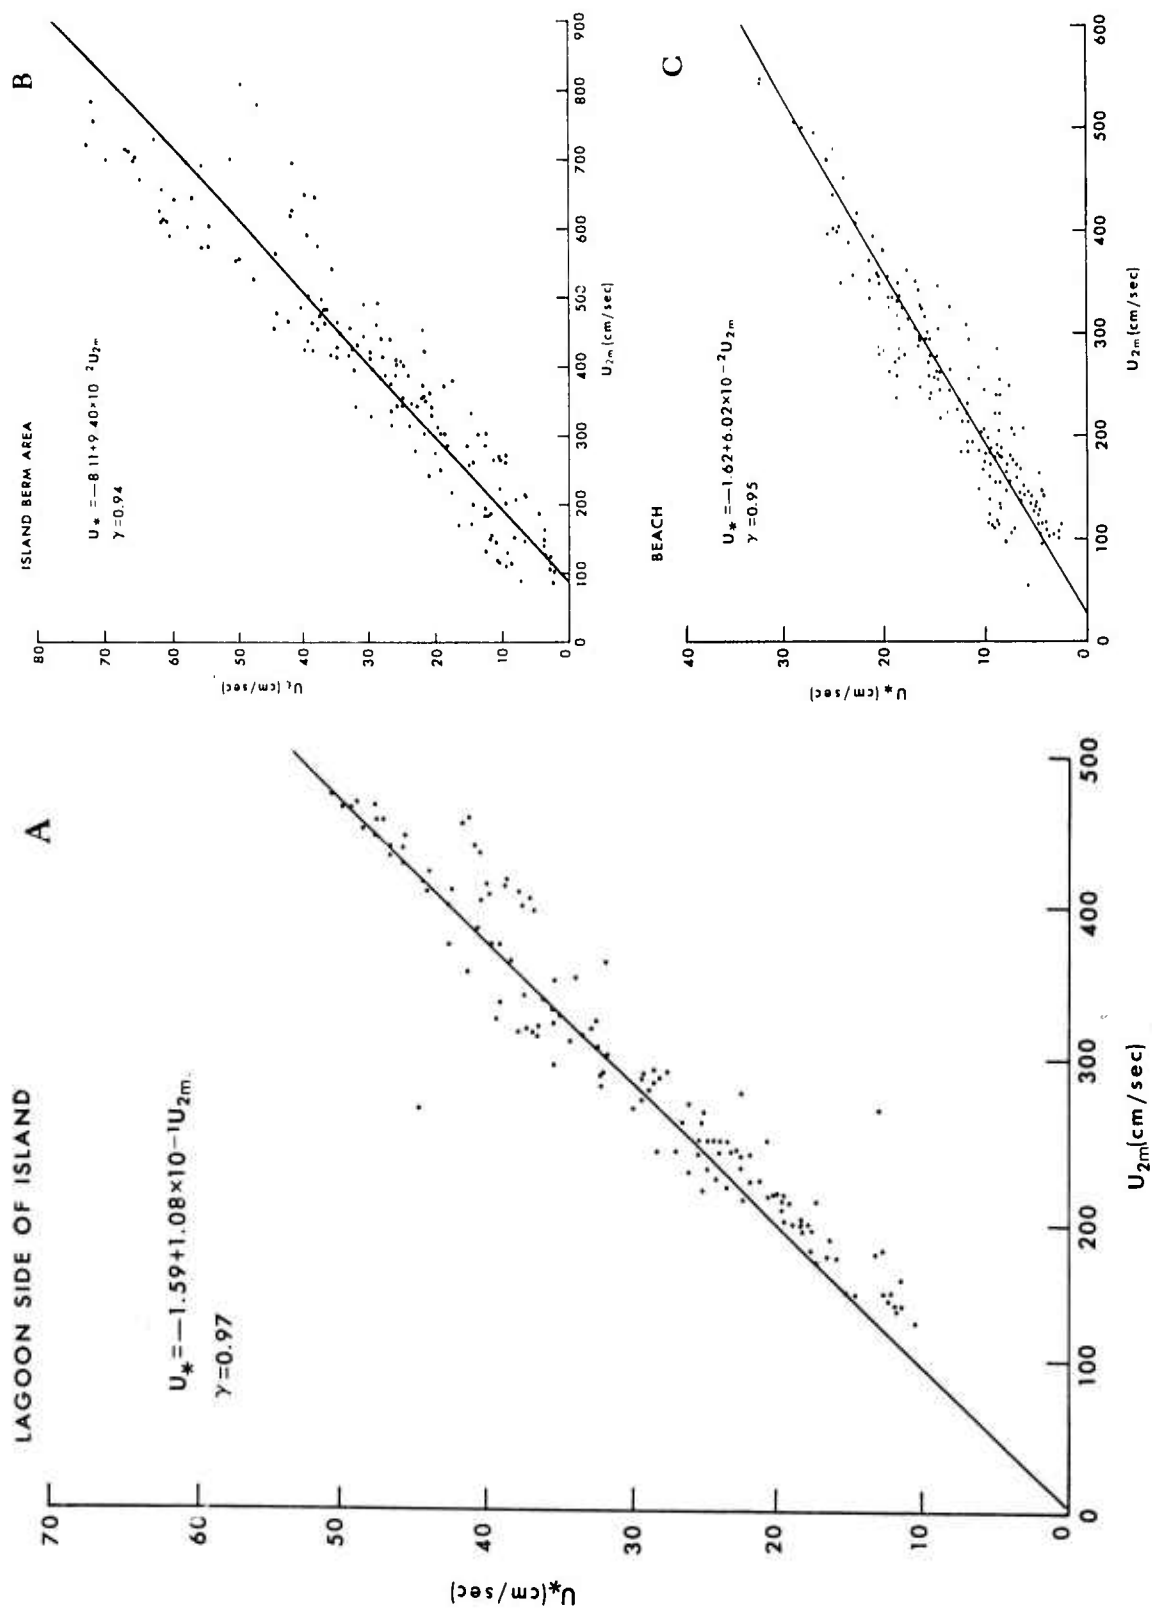 LAGOON SIDE OF ISLAND
A
U* =—1.59+1.08×10⁻¹U2m.
γ=0.97
70
60
50
40
30
20
10
0
U*(cm/sec)
0
100
200
300
400
500
U2m(cm/sec)
ISLAND BERM AREA
B
U* =—8.11+9.40×10⁻²U2m
γ=0.94
80
70
60
50
40
30
20
10
0
(cm/sec)
0
100
200
300
400
500
600
700
800
900
U2m(cm/sec)
BEACH
C
U* =—1.62+6.02×10⁻²U2m
γ=0.95
40
30
20
10
0
U*(cm/sec)
0
100
200
300
400
500
600
U2m(cm/sec)